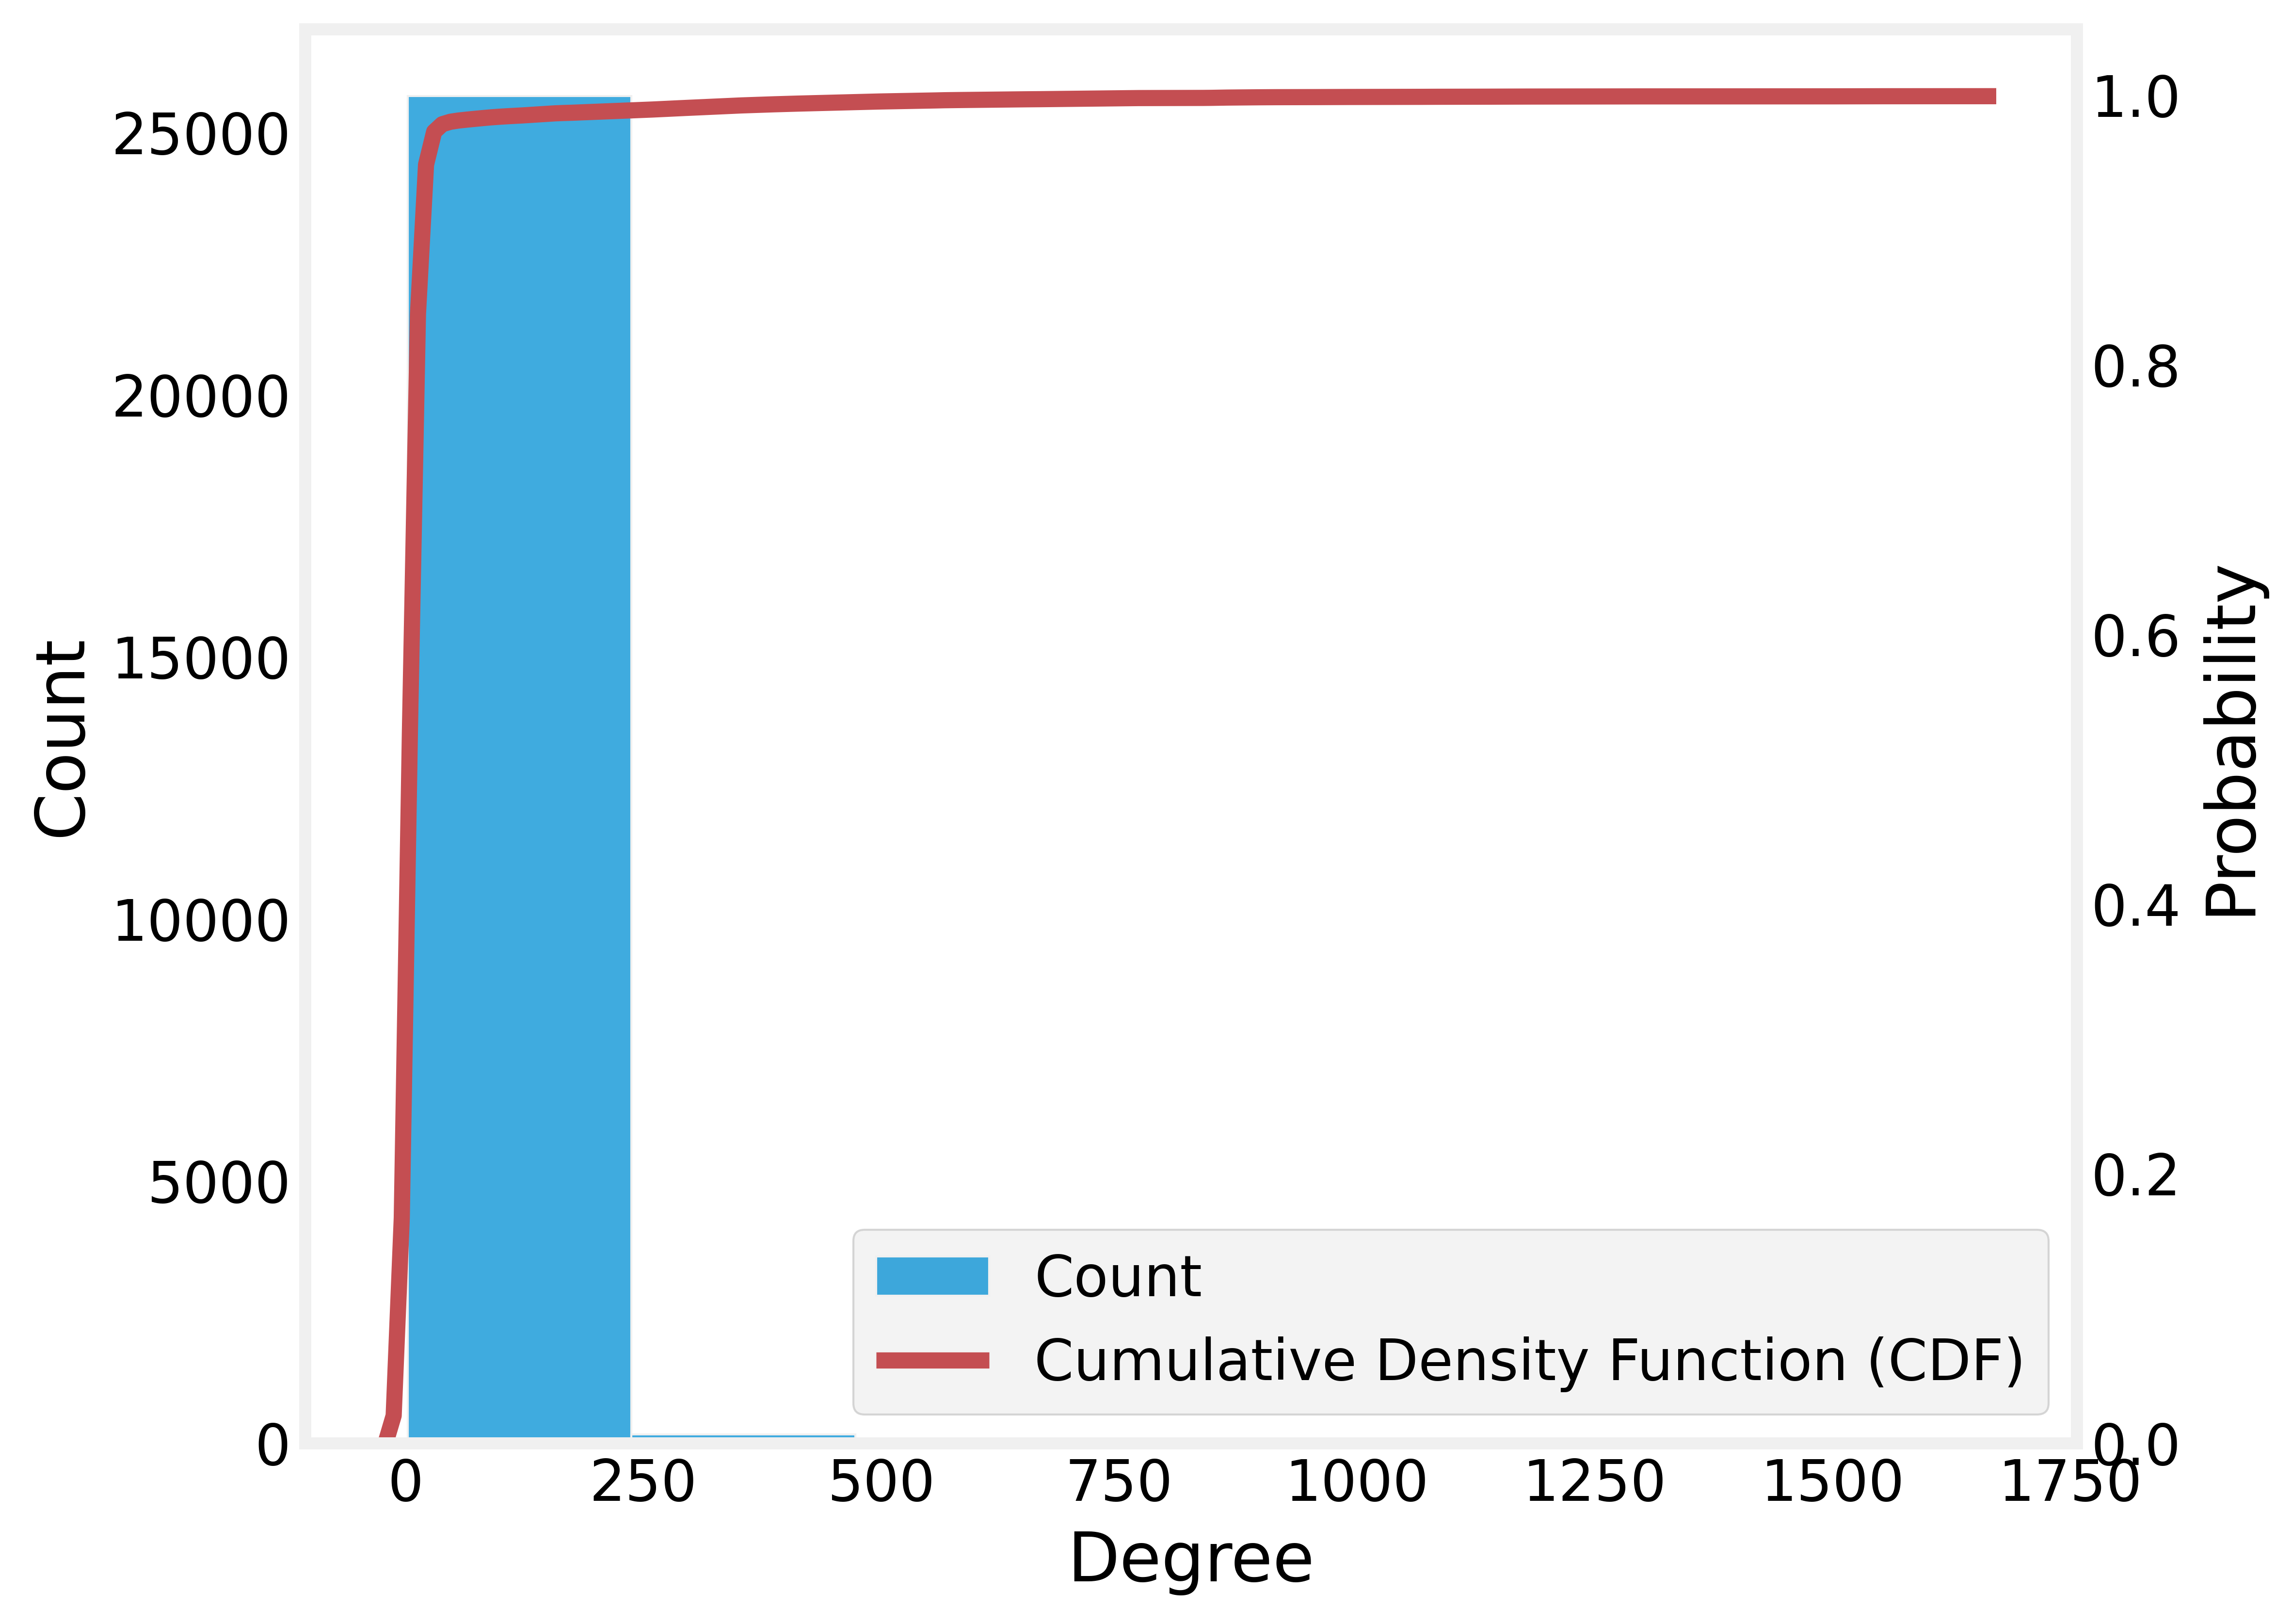 Count
25000
20000
15000
10000
5000
0
1.0
0.8
0.6
0.4
0.2
0.0
Probability
Count
Cumulative Density Function (CDF)
0 250 500 750 1000 1250 1500 1750
Degree